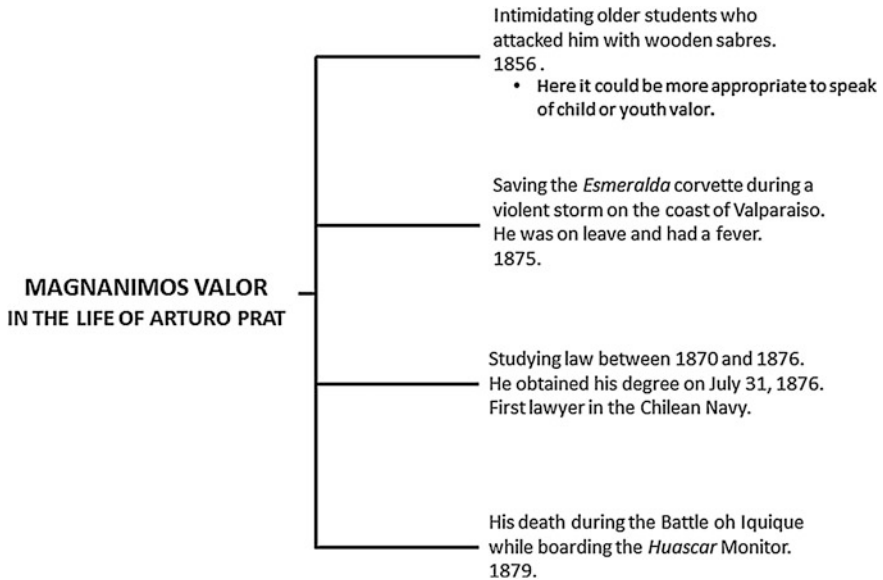 Intimidating older students who
attacked him with wooden sabres.
1856 .
• Here it could be more appropriate to speak
of child or youth valor.
Saving the Esmeralda corvette during a
violent storm on the coast of Valparaiso.
He was on leave and had a fever.
1875.
MAGNANIMOS VALOR
IN THE LIFE OF ARTURO PRAT
Studying law between 1870 and 1876.
He obtained his degree on July 31, 1876.
First lawyer in the Chilean Navy.
His death during the Battle oh Iquique
while boarding the Huascar Monitor.
1879.